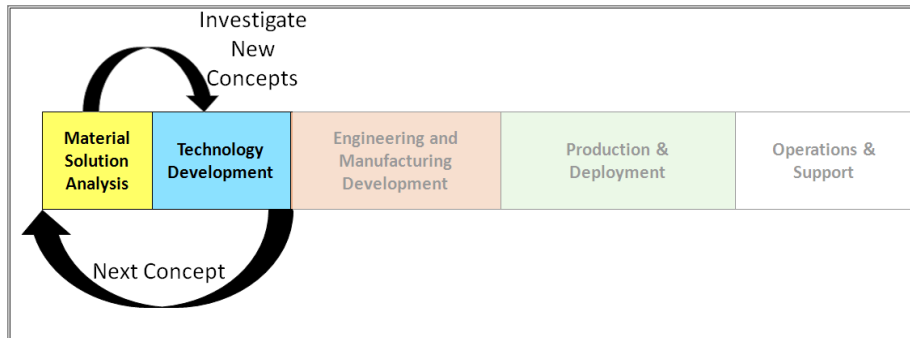 Investigate
New
Concepts
Material
Solution
Analysis
Technology
Development
Engineering and
Manufacturing
Development
Production &
Deployment
Operations &
Support
Next Concept